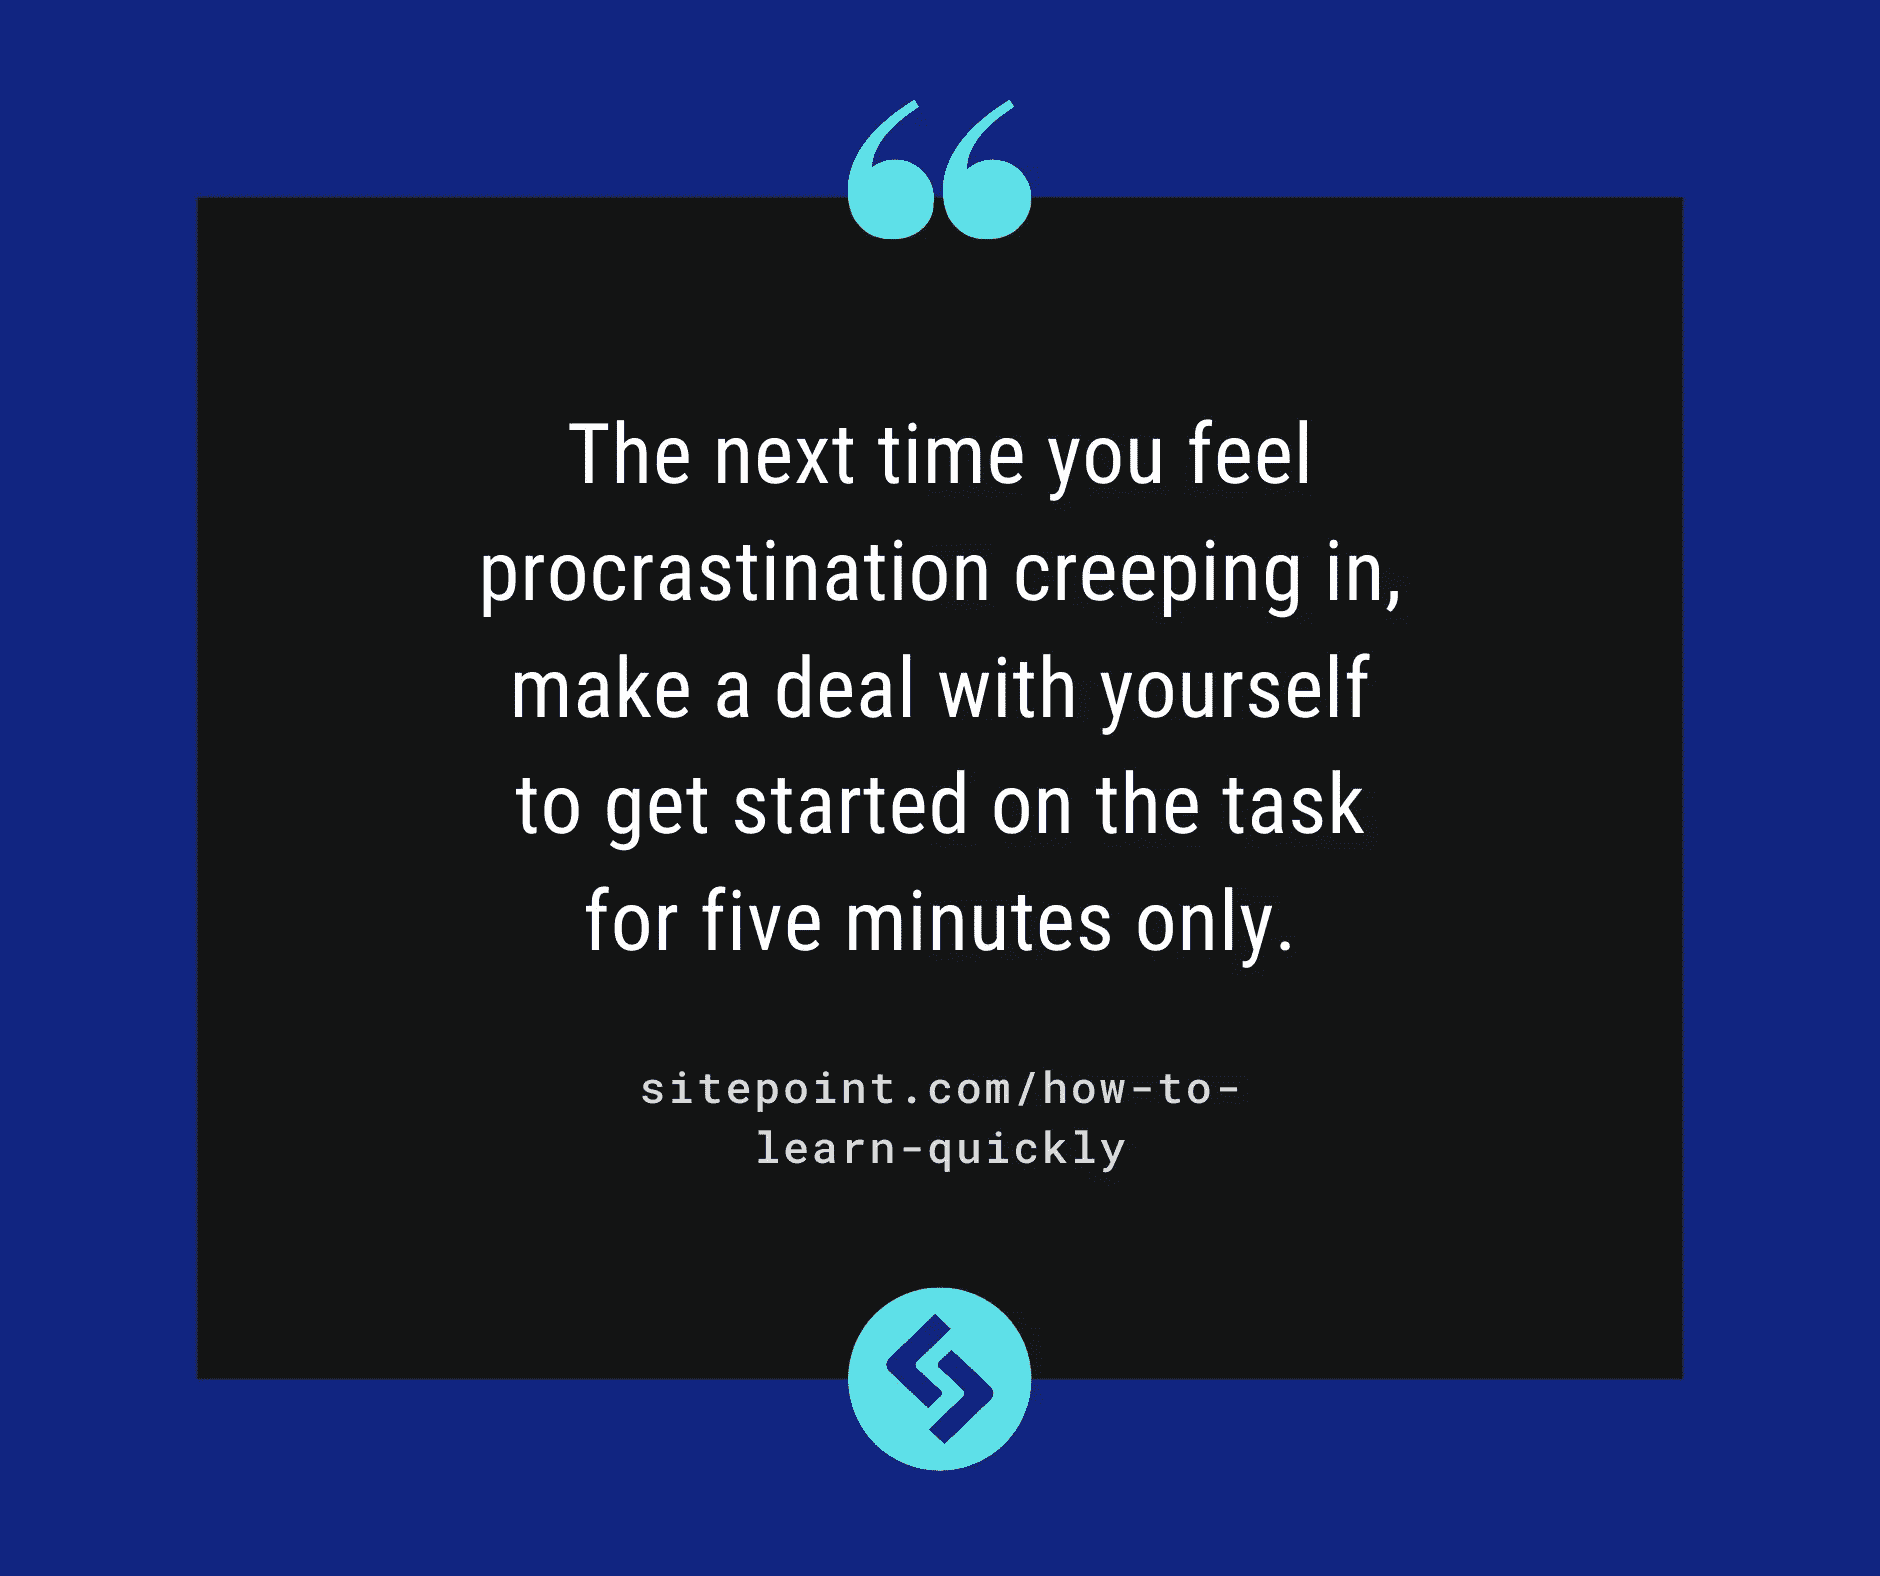 The next time you feel
procrastination creeping in,
make a deal with yourself
to get started on the task
for five minutes only.
sitepoint.com/how-to-
learn-quickly